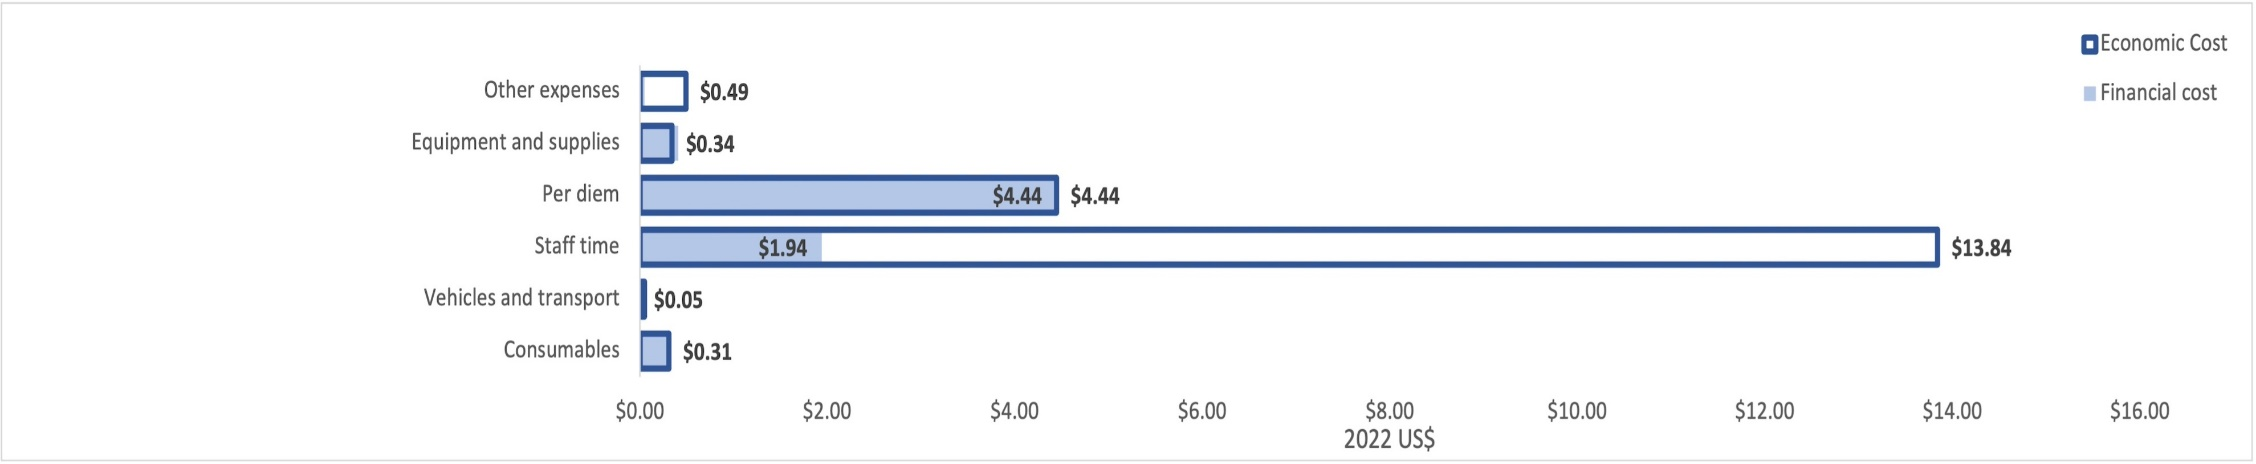 Economic Cost
Financial cost
Other expenses $0.49
Equipment and supplies $0.34
Per diem $4.44 $4.44
Staff time $1.94 $13.84
Vehicles and transport $0.05
Consumables $0.31
$0.00 $2.00 $4.00 $6.00 $8.00 $10.00 $12.00 $14.00 $16.00
2022 US$